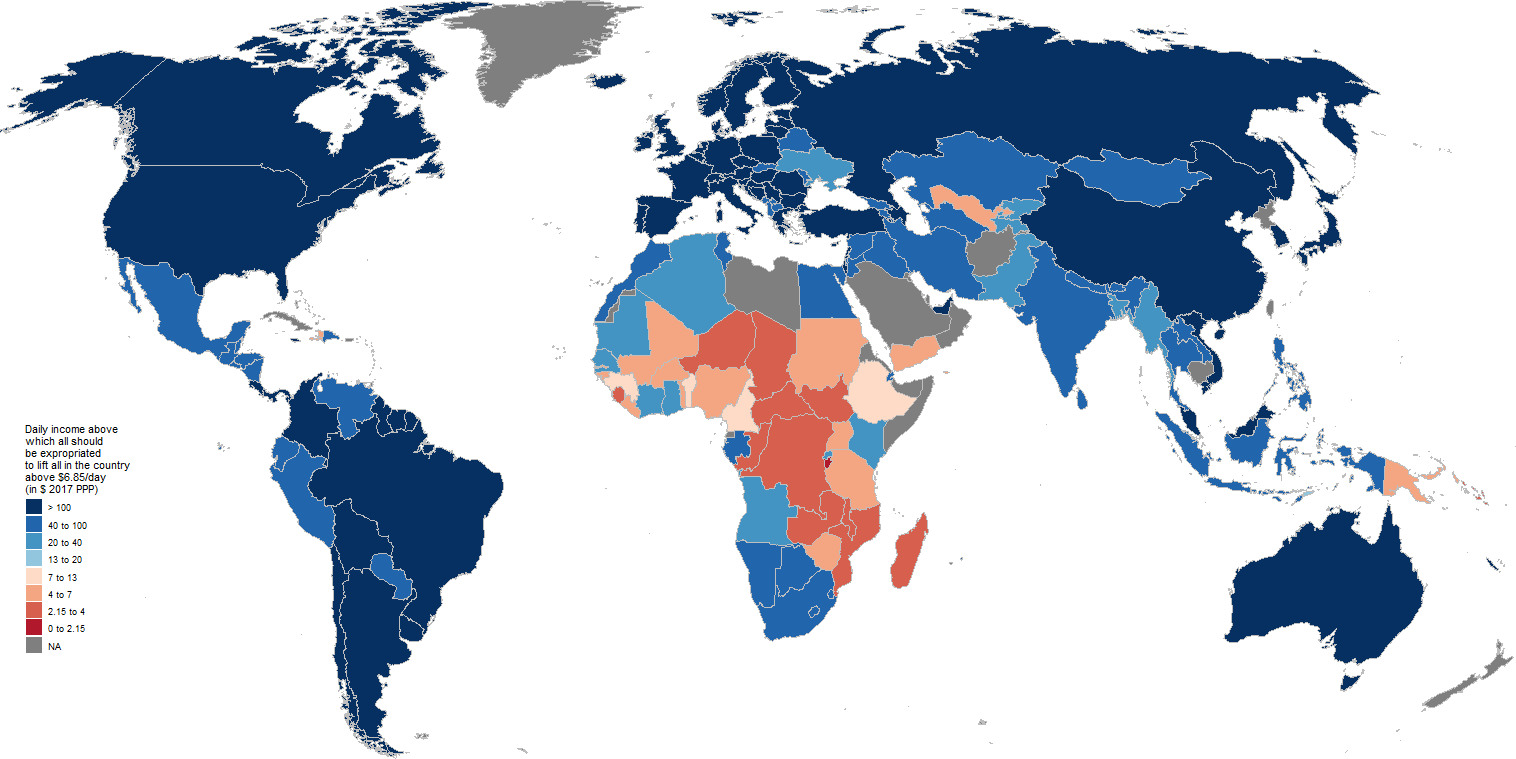 Daily income above
which all should
be expropriated
to lift all in the country
above $6.85/day
(in $ 2017 PPP)
> 100
40 to 100
20 to 40
13 to 20
7 to 13
4 to 7
2.15 to 4
0 to 2.15
NA